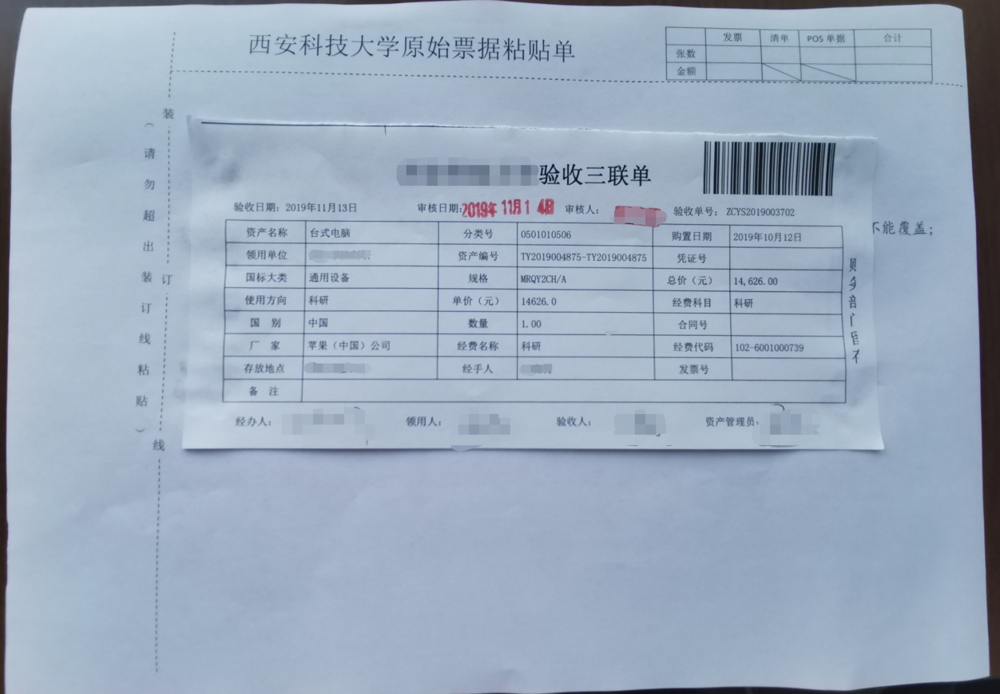 西安科技大学原始票据粘贴单
发票 清单 POS 单据 合计
张数
金额
装
（请勿超出装订线粘贴）
订
线
验收三联单
验收日期：2019年11月13日 审核日期：2019年11月14日 审核人： 验收单号： ZCYS2019003702
资产名称 台式电脑 分类号 0501010506 购置日期 2019年10月12日
领用单位 资产编号 TY2019004875-TY2019004875 凭证号
国标大类 通用设备 规格 MRQY2CH/A 总价（元） 14,626.00
使用方向 科研 单价（元） 14626.0 经费科目 科研
国 别 中国 数量 1.00 合同号
厂 家 苹果（中国）公司 经费名称 科研 经费代码 102-6001000739
存放地点 经手人 发票号
备 注
经办人： 领用人： 验收人： 资产管理员：
不能覆盖；